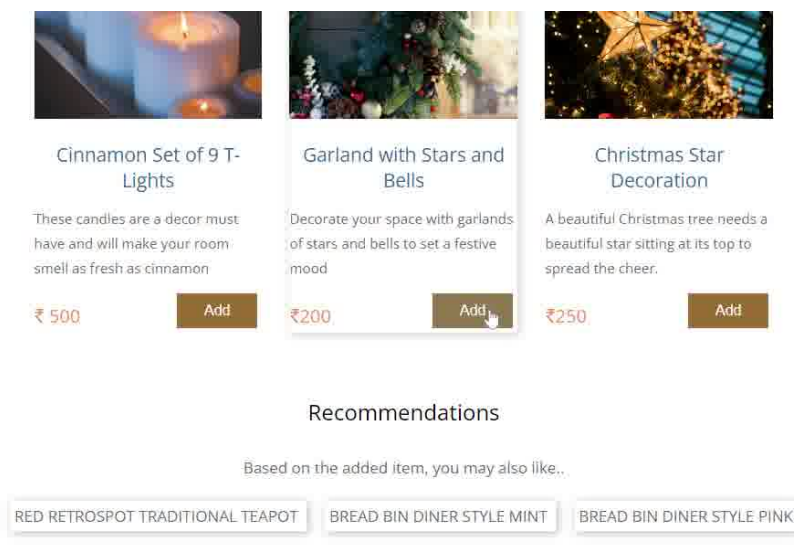 Cinnamon Set of 9 T-
Lights
These candles are a decor must
have and will make your room
smell as fresh as cinnamon
₹ 500
Add
Garland with Stars and
Bells
Decorate your space with garlands
of stars and bells to set a festive
mood
₹200
Add
Christmas Star
Decoration
A beautiful Christmas tree needs a
beautiful star sitting at its top to
spread the cheer.
₹250
Add
Recommendations
Based on the added item, you may also like..
RED RETROSPOT TRADITIONAL TEAPOT
BREAD BIN DINER STYLE MINT
BREAD BIN DINER STYLE PINK